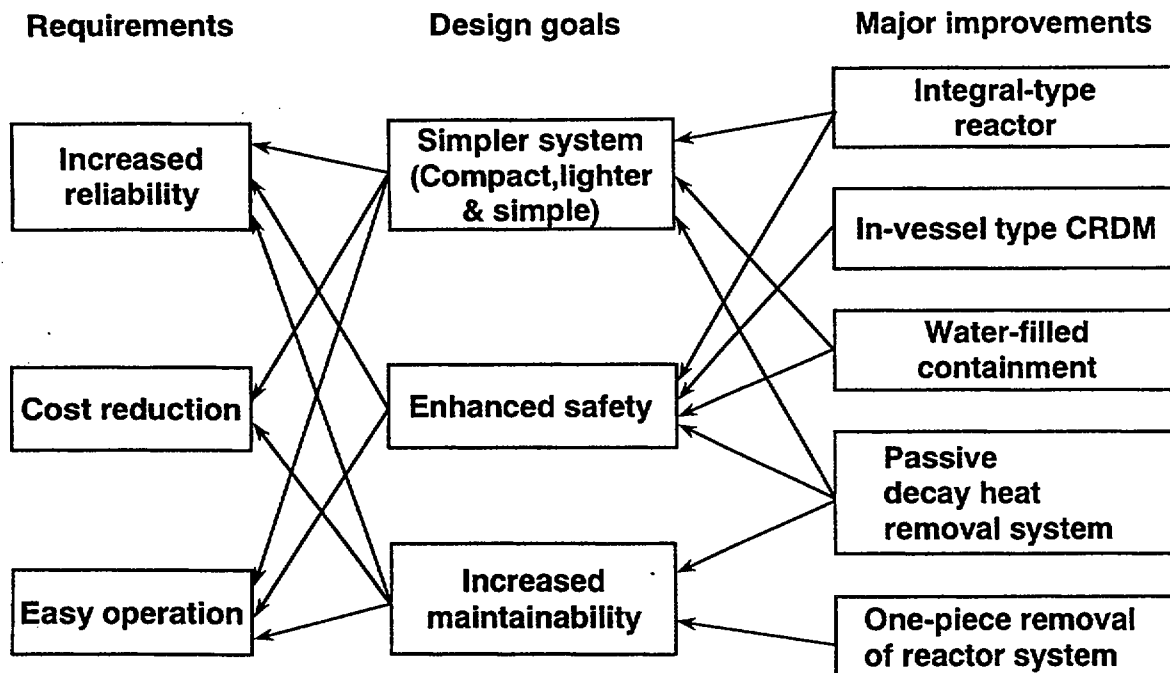 Requirements
Design goals
Major improvements
Increased
reliability
Cost reduction
Easy operation
Simpler system
(Compact,lighter
& simple)
Enhanced safety
Increased
maintainability
Integral-type
reactor
In-vessel type CRDM
Water-filled
containment
Passive
decay heat
removal system
One-piece removal
of reactor system